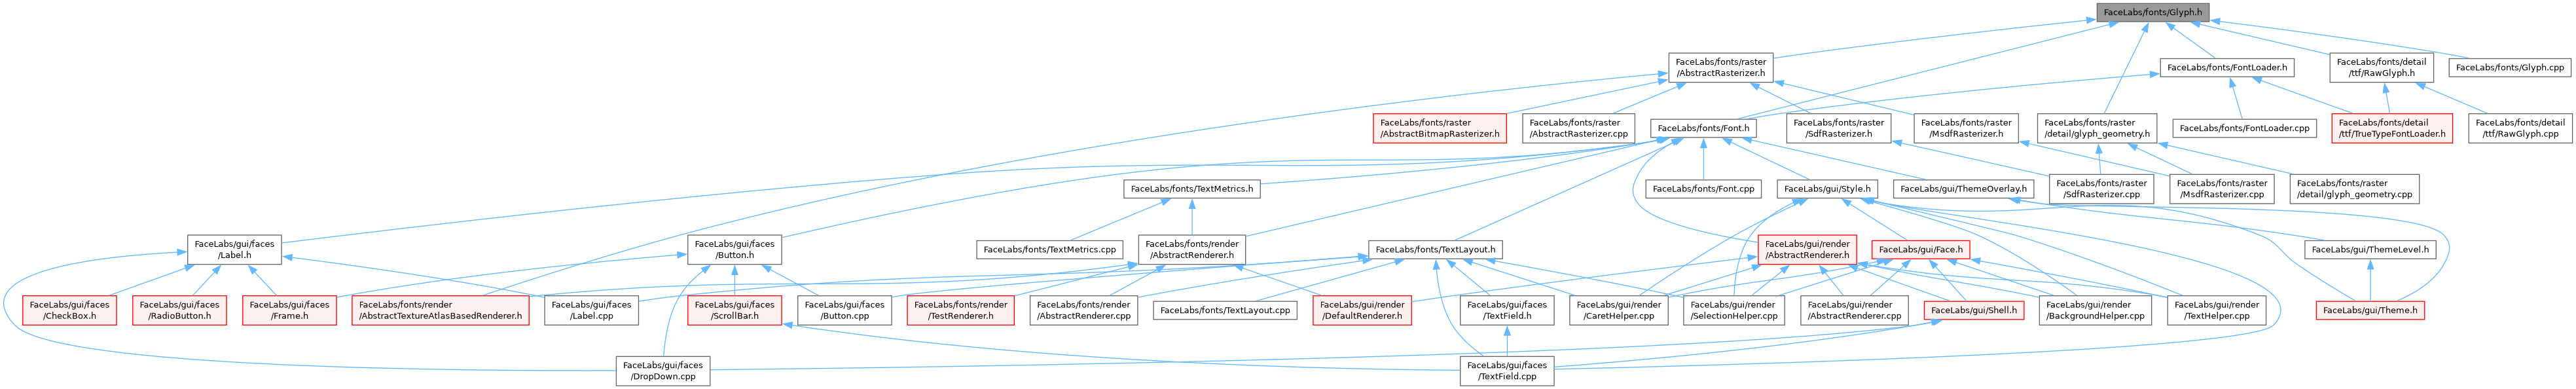 FaceLabs/fonts/Glyph.h
FaceLabs/fonts/raster
/AbstractRasterizer.h
FaceLabs/fonts/FontLoader.h
FaceLabs/fonts/detail
/ttf/RawGlyph.h
FaceLabs/fonts/Glyph.cpp
FaceLabs/fonts/raster
/AbstractBitmapRasterizer.h
FaceLabs/fonts/raster
/AbstractRasterizer.cpp
FaceLabs/fonts/Font.h
FaceLabs/fonts/raster
/SdfRasterizer.h
FaceLabs/fonts/raster
/MsdfRasterizer.h
FaceLabs/fonts/raster
/detail/glyph_geometry.h
FaceLabs/fonts/FontLoader.cpp
FaceLabs/fonts/detail
/ttf/TrueTypeFontLoader.h
FaceLabs/fonts/detail
/ttf/RawGlyph.cpp
FaceLabs/fonts/TextMetrics.h
FaceLabs/fonts/Font.cpp
FaceLabs/gui/Style.h
FaceLabs/gui/ThemeOverlay.h
FaceLabs/fonts/raster
/SdfRasterizer.cpp
FaceLabs/fonts/raster
/MsdfRasterizer.cpp
FaceLabs/fonts/raster
/detail/glyph_geometry.cpp
FaceLabs/gui/faces
/Label.h
FaceLabs/gui/faces
/Button.h
FaceLabs/fonts/TextMetrics.cpp
FaceLabs/fonts/render
/AbstractRenderer.h
FaceLabs/fonts/TextLayout.h
FaceLabs/gui/render
/AbstractRenderer.h
FaceLabs/gui/Face.h
FaceLabs/gui/ThemeLevel.h
FaceLabs/gui/faces
/CheckBox.h
FaceLabs/gui/faces
/RadioButton.h
FaceLabs/gui/faces
/Frame.h
FaceLabs/fonts/render
/AbstractTextureAtlasBasedRenderer.h
FaceLabs/gui/faces
/Label.cpp
FaceLabs/gui/faces
/ScrollBar.h
FaceLabs/gui/faces
/Button.cpp
FaceLabs/fonts/render
/TestRenderer.h
FaceLabs/fonts/render
/AbstractRenderer.cpp
FaceLabs/fonts/TextLayout.cpp
FaceLabs/gui/render
/DefaultRenderer.h
FaceLabs/gui/faces
/TextField.h
FaceLabs/gui/render
/CaretHelper.cpp
FaceLabs/gui/render
/SelectionHelper.cpp
FaceLabs/gui/render
/AbstractRenderer.cpp
FaceLabs/gui/Shell.h
FaceLabs/gui/render
/BackgroundHelper.cpp
FaceLabs/gui/render
/TextHelper.cpp
FaceLabs/gui/Theme.h
FaceLabs/gui/faces
/DropDown.cpp
FaceLabs/gui/faces
/TextField.cpp